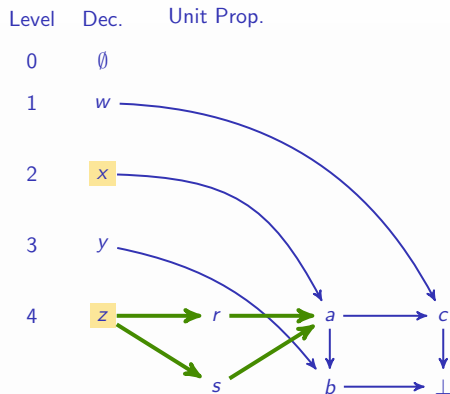 Level Dec. Unit Prop.
0 ∅
1 w
2 x
3 y
4 z r a c
s b ⊥